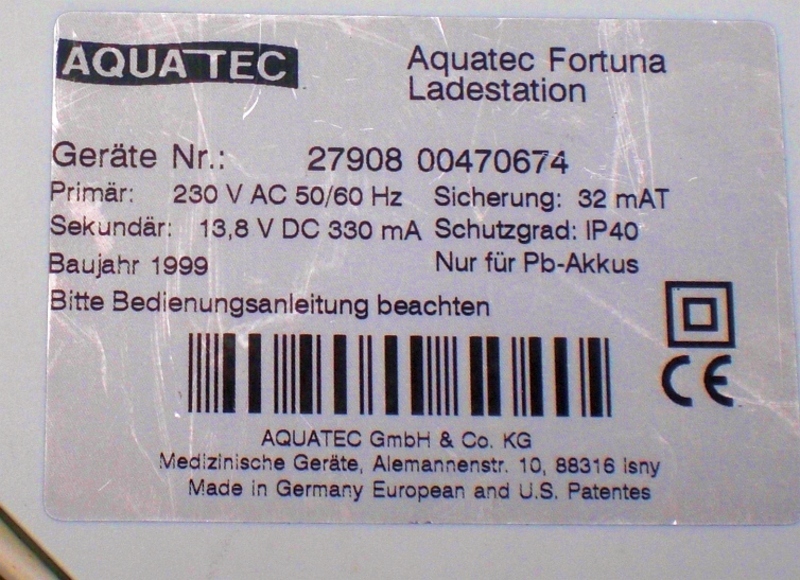 AQUATEC
Aquatec Fortuna
Ladestation
Geräte Nr.: 27908 00470674
Primär: 230 V AC 50/60 Hz Sicherung: 32 mAT
Sekundär: 13,8 V DC 330 mA Schutzgrad: IP40
Baujahr 1999 Nur für Pb-Akkus
Bitte Bedienungsanleitung beachten
CE
AQUATEC GmbH & Co. KG
Medizinische Geräte, Alemannenstr. 10, 88316 Isny
Made in Germany European and U.S. Patentes